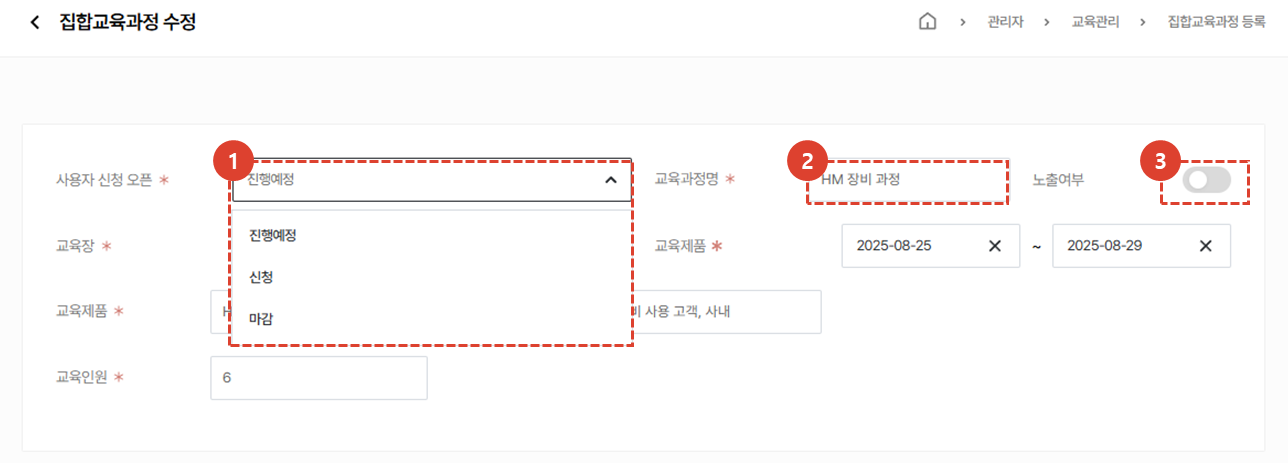 집합교육과정 수정
관리자 > 교육관리 > 집합교육과정 등록
사용자 신청 오픈 *
1
진행예정
교육과정명 *
2
HM 장비 과정
노출여부
3
진행예정
신청
마감
교육장 *
교육제품 *
2025-08-25 ✕ ~ 2025-08-29 ✕
교육제품 *
사용 고객, 사내
교육인원 *
6